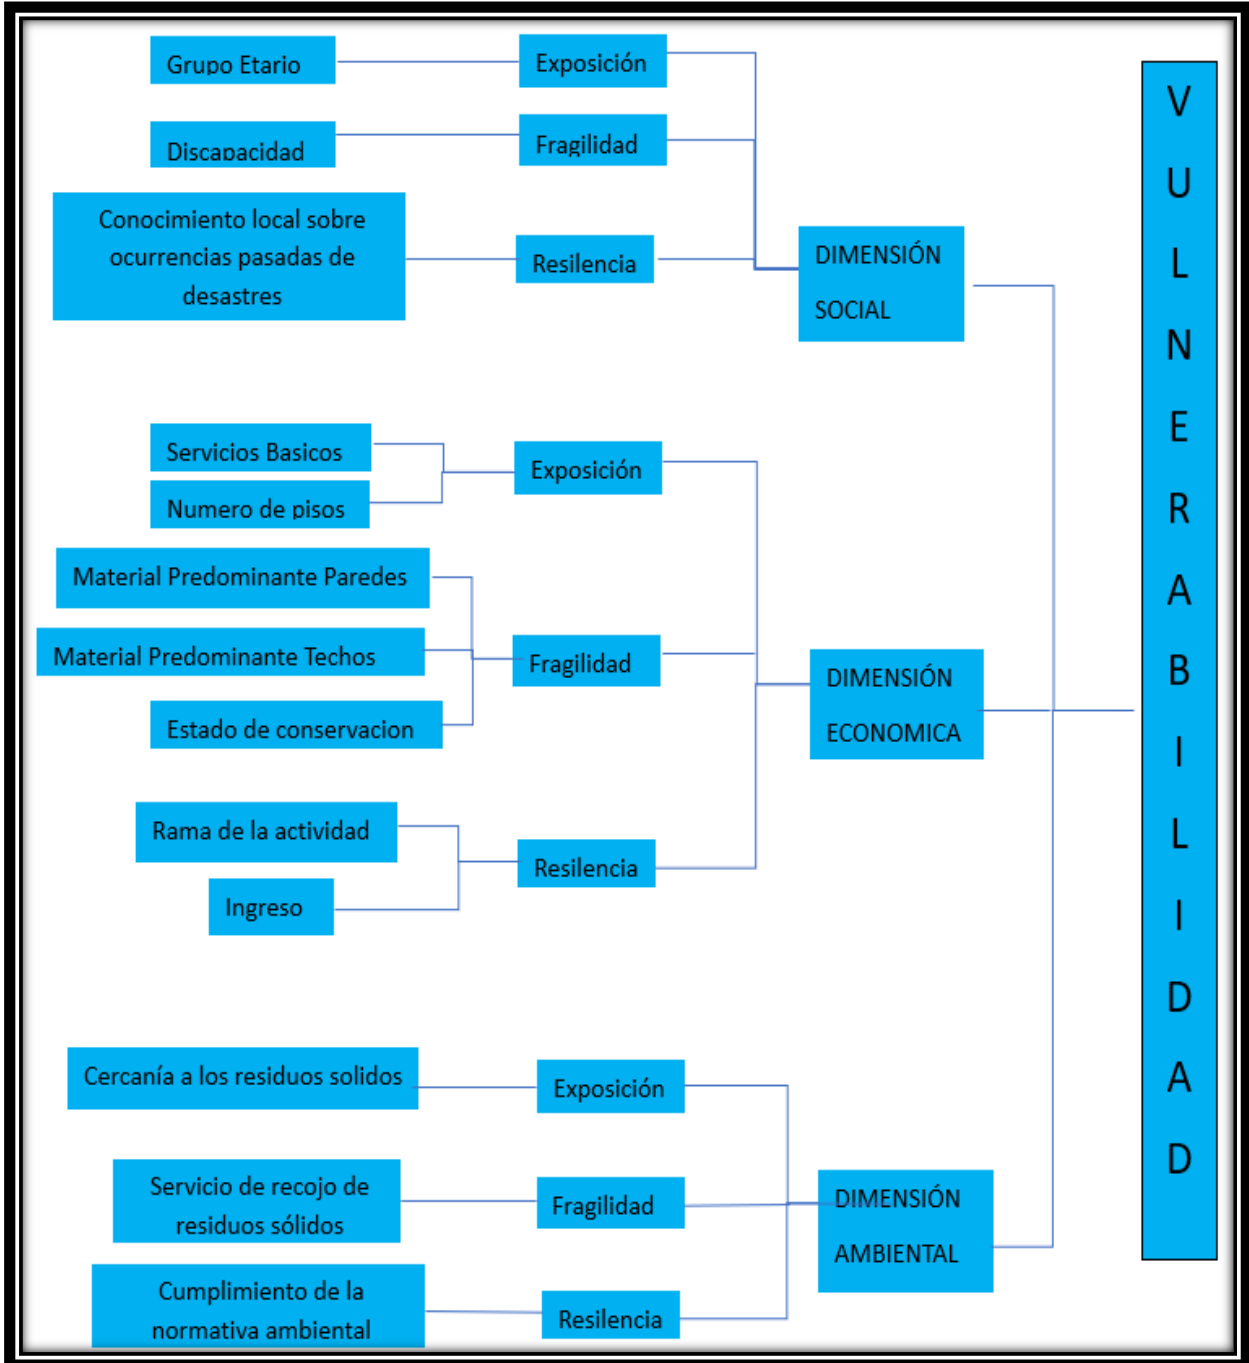 Grupo Etario
Exposición
Discapacidad
Fragilidad
Conocimiento local sobre
ocurrencias pasadas de
desastres
Resilencia
DIMENSIÓN
SOCIAL
Servicios Basicos
Numero de pisos
Exposición
Material Predominante Paredes
Material Predominante Techos
Estado de conservacion
Fragilidad
DIMENSIÓN
ECONOMICA
Rama de la actividad
Ingreso
Resilencia
Cercanía a los residuos solidos
Exposición
Servicio de recojo de
residuos sólidos
Fragilidad
Cumplimiento de la
normativa ambiental
Resilencia
DIMENSIÓN
AMBIENTAL
V
U
L
N
E
R
A
B
I
L
I
D
A
D